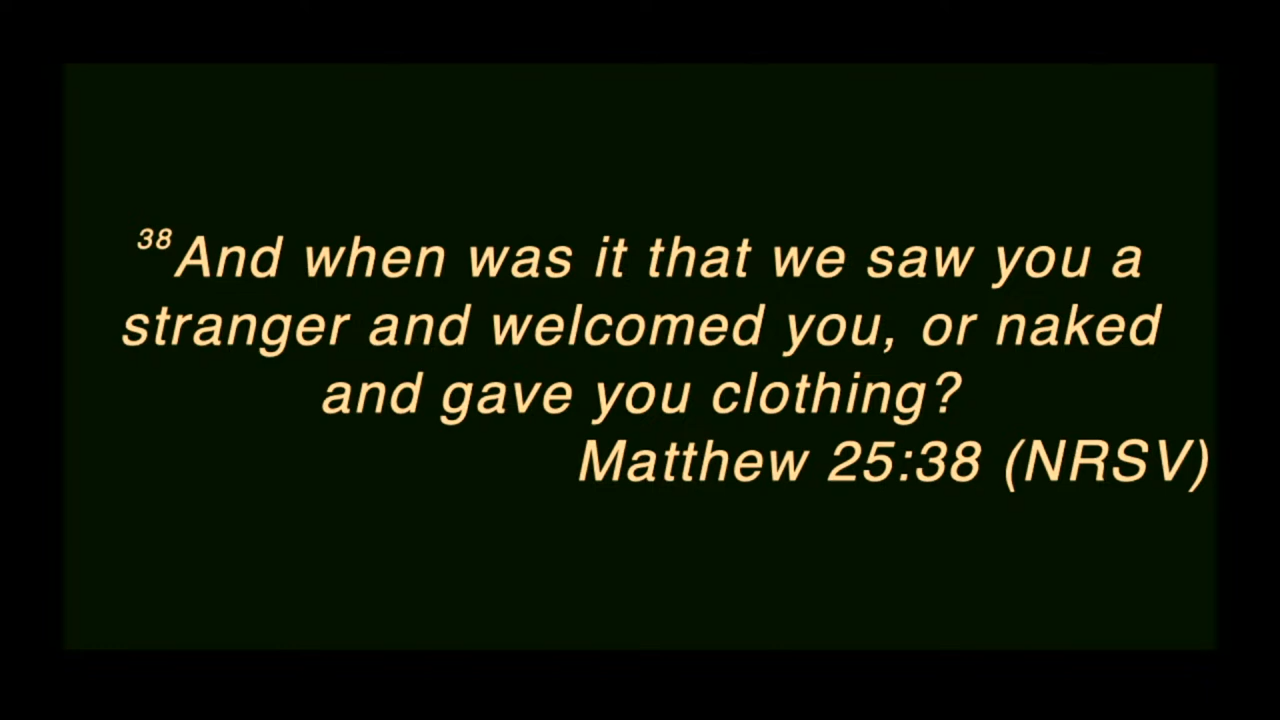 38And when was it that we saw you a
stranger and welcomed you, or naked
and gave you clothing?
Matthew 25:38 (NRSV)